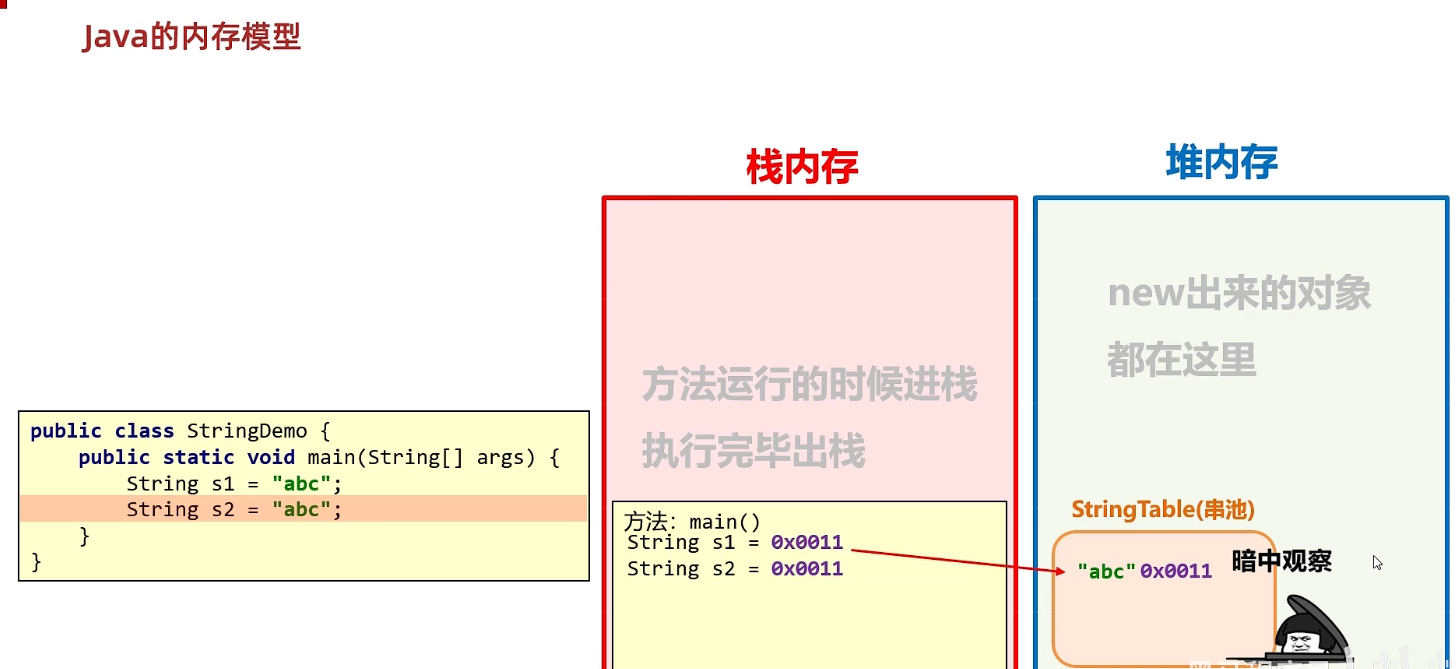 Java的内存模型
栈内存
堆内存
new出来的对象
都在这里
方法运行的时候进栈
执行完毕出栈
public class StringDemo {
    public static void main(String[] args) {
        String s1 = "abc";
        String s2 = "abc";
    }
}
方法：main()
String s1 = 0x0011
String s2 = 0x0011
StringTable(串池)
"abc" 0x0011
暗中观察